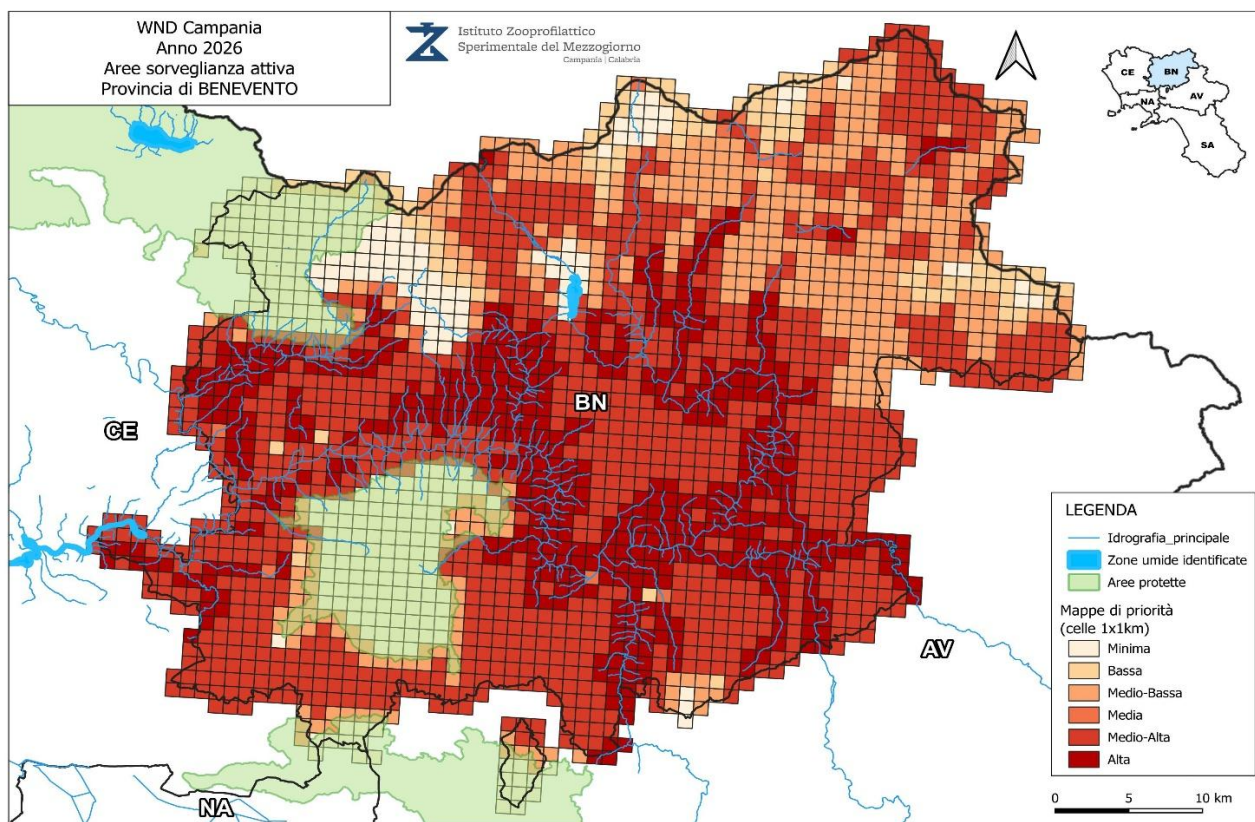 WND Campania
Anno 2026
Aree sorveglianza attiva
Provincia di BENEVENTO
Istituto Zooprofilattico
Sperimentale del Mezzogiorno
Campania | Calabria
CE
BN
NA
AV
SA
BN
CE
AV
NA
LEGENDA
Idrografia_principale
Zone umide identificate
Aree protette
Mappe di priorità
(celle 1x1km)
Minima
Bassa
Medio-Bassa
Media
Medio-Alta
Alta
0 5 10 km